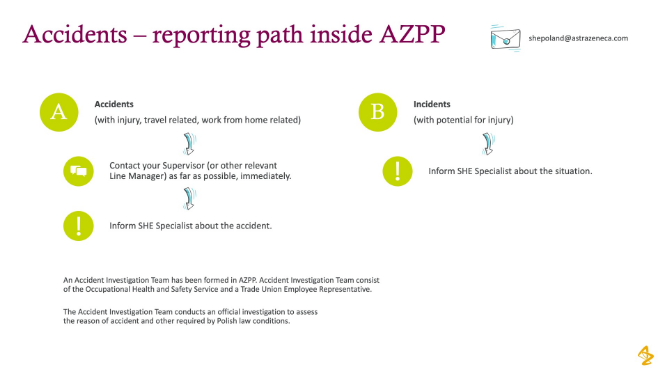 Accidents – reporting path inside AZPP
shepoland@astrazeneca.com
A
Accidents
(with injury, travel related, work from home related)
Contact your Supervisor (or other relevant
Line Manager) as far as possible, immediately.
!
Inform SHE Specialist about the accident.
B
Incidents
(with potential for injury)
!
Inform SHE Specialist about the situation.
An Accident Investigation Team has been formed in AZPP. Accident Investigation Team consist
of the Occupational Health and Safety Service and a Trade Union Employee Representative.
The Accident Investigation Team conducts an official investigation to assess
the reason of accident and other required by Polish law conditions.